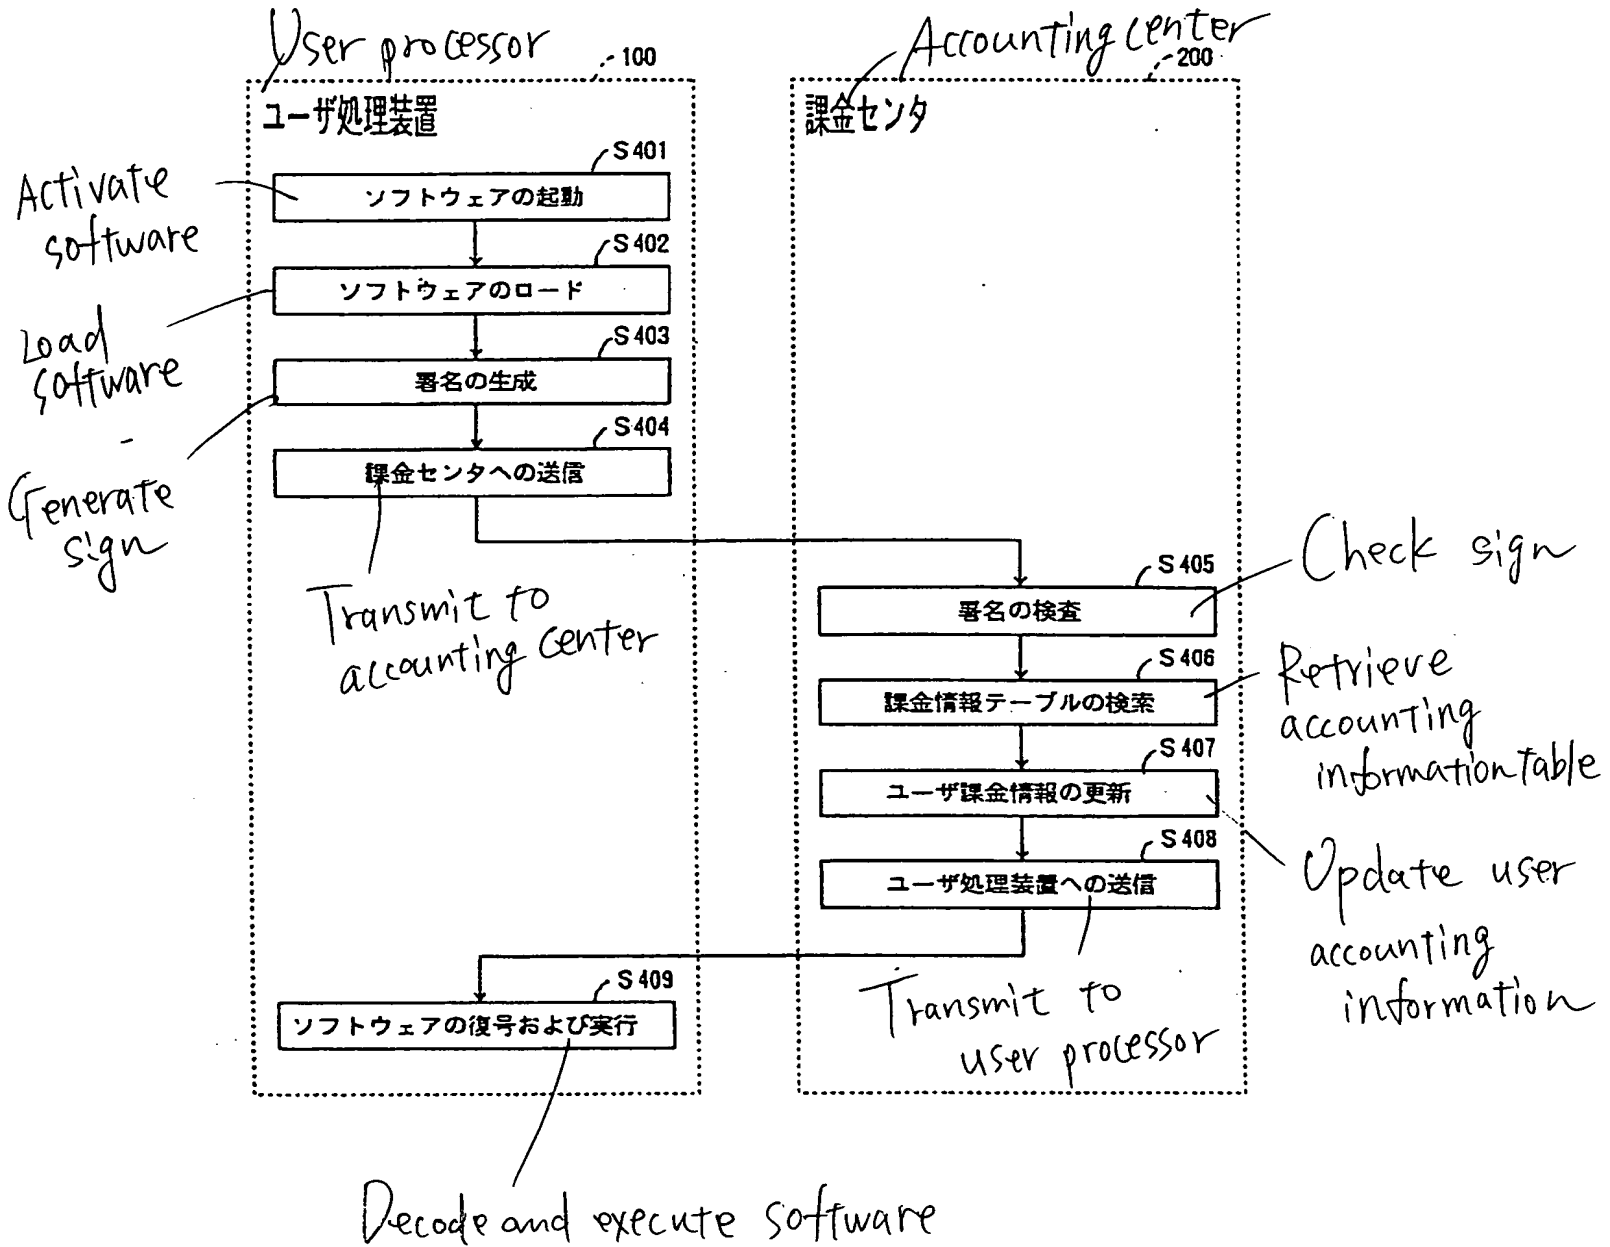 User processor
Accounting center
100
200
ユーザ処理装置
課金センタ
S401
Activate
software
ソフトウェアの起動
S402
ソフトウェアのロード
Load
software
S403
署名の生成
S404
課金センタへの送信
Generate
sign
Transmit to
accounting center
S405
Check sign
署名の検査
S406
Retrieve
accounting
information table
課金情報テーブルの検索
S407
ユーザ課金情報の更新
S408
Update user
accounting
information
ユーザ処理装置への送信
Transmit to
user processor
S409
ソフトウェアの復号および実行
Decode and execute software